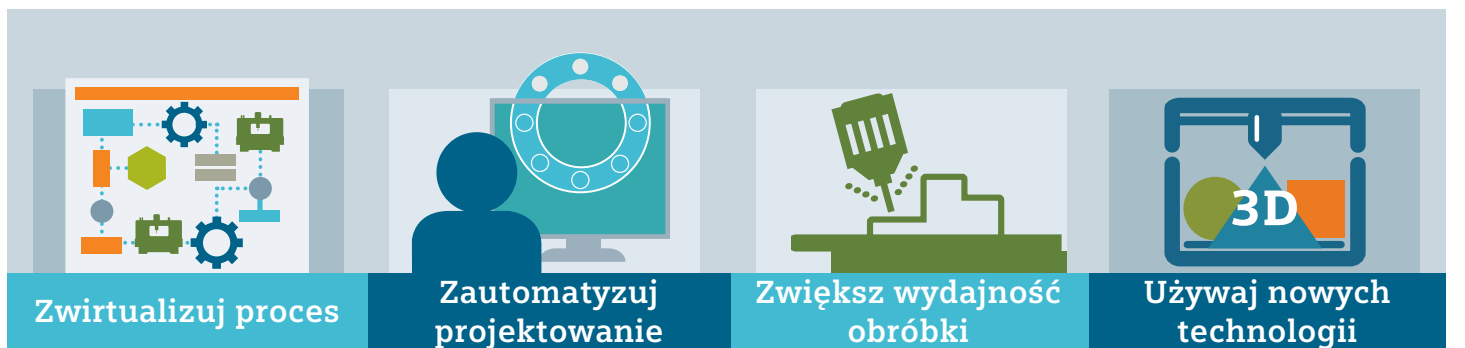 3D
Zwirtualizuj proces
Zautomatyzuj
projektowanie
Zwiększ wydajność
obróbki
Używaj nowych
technologii